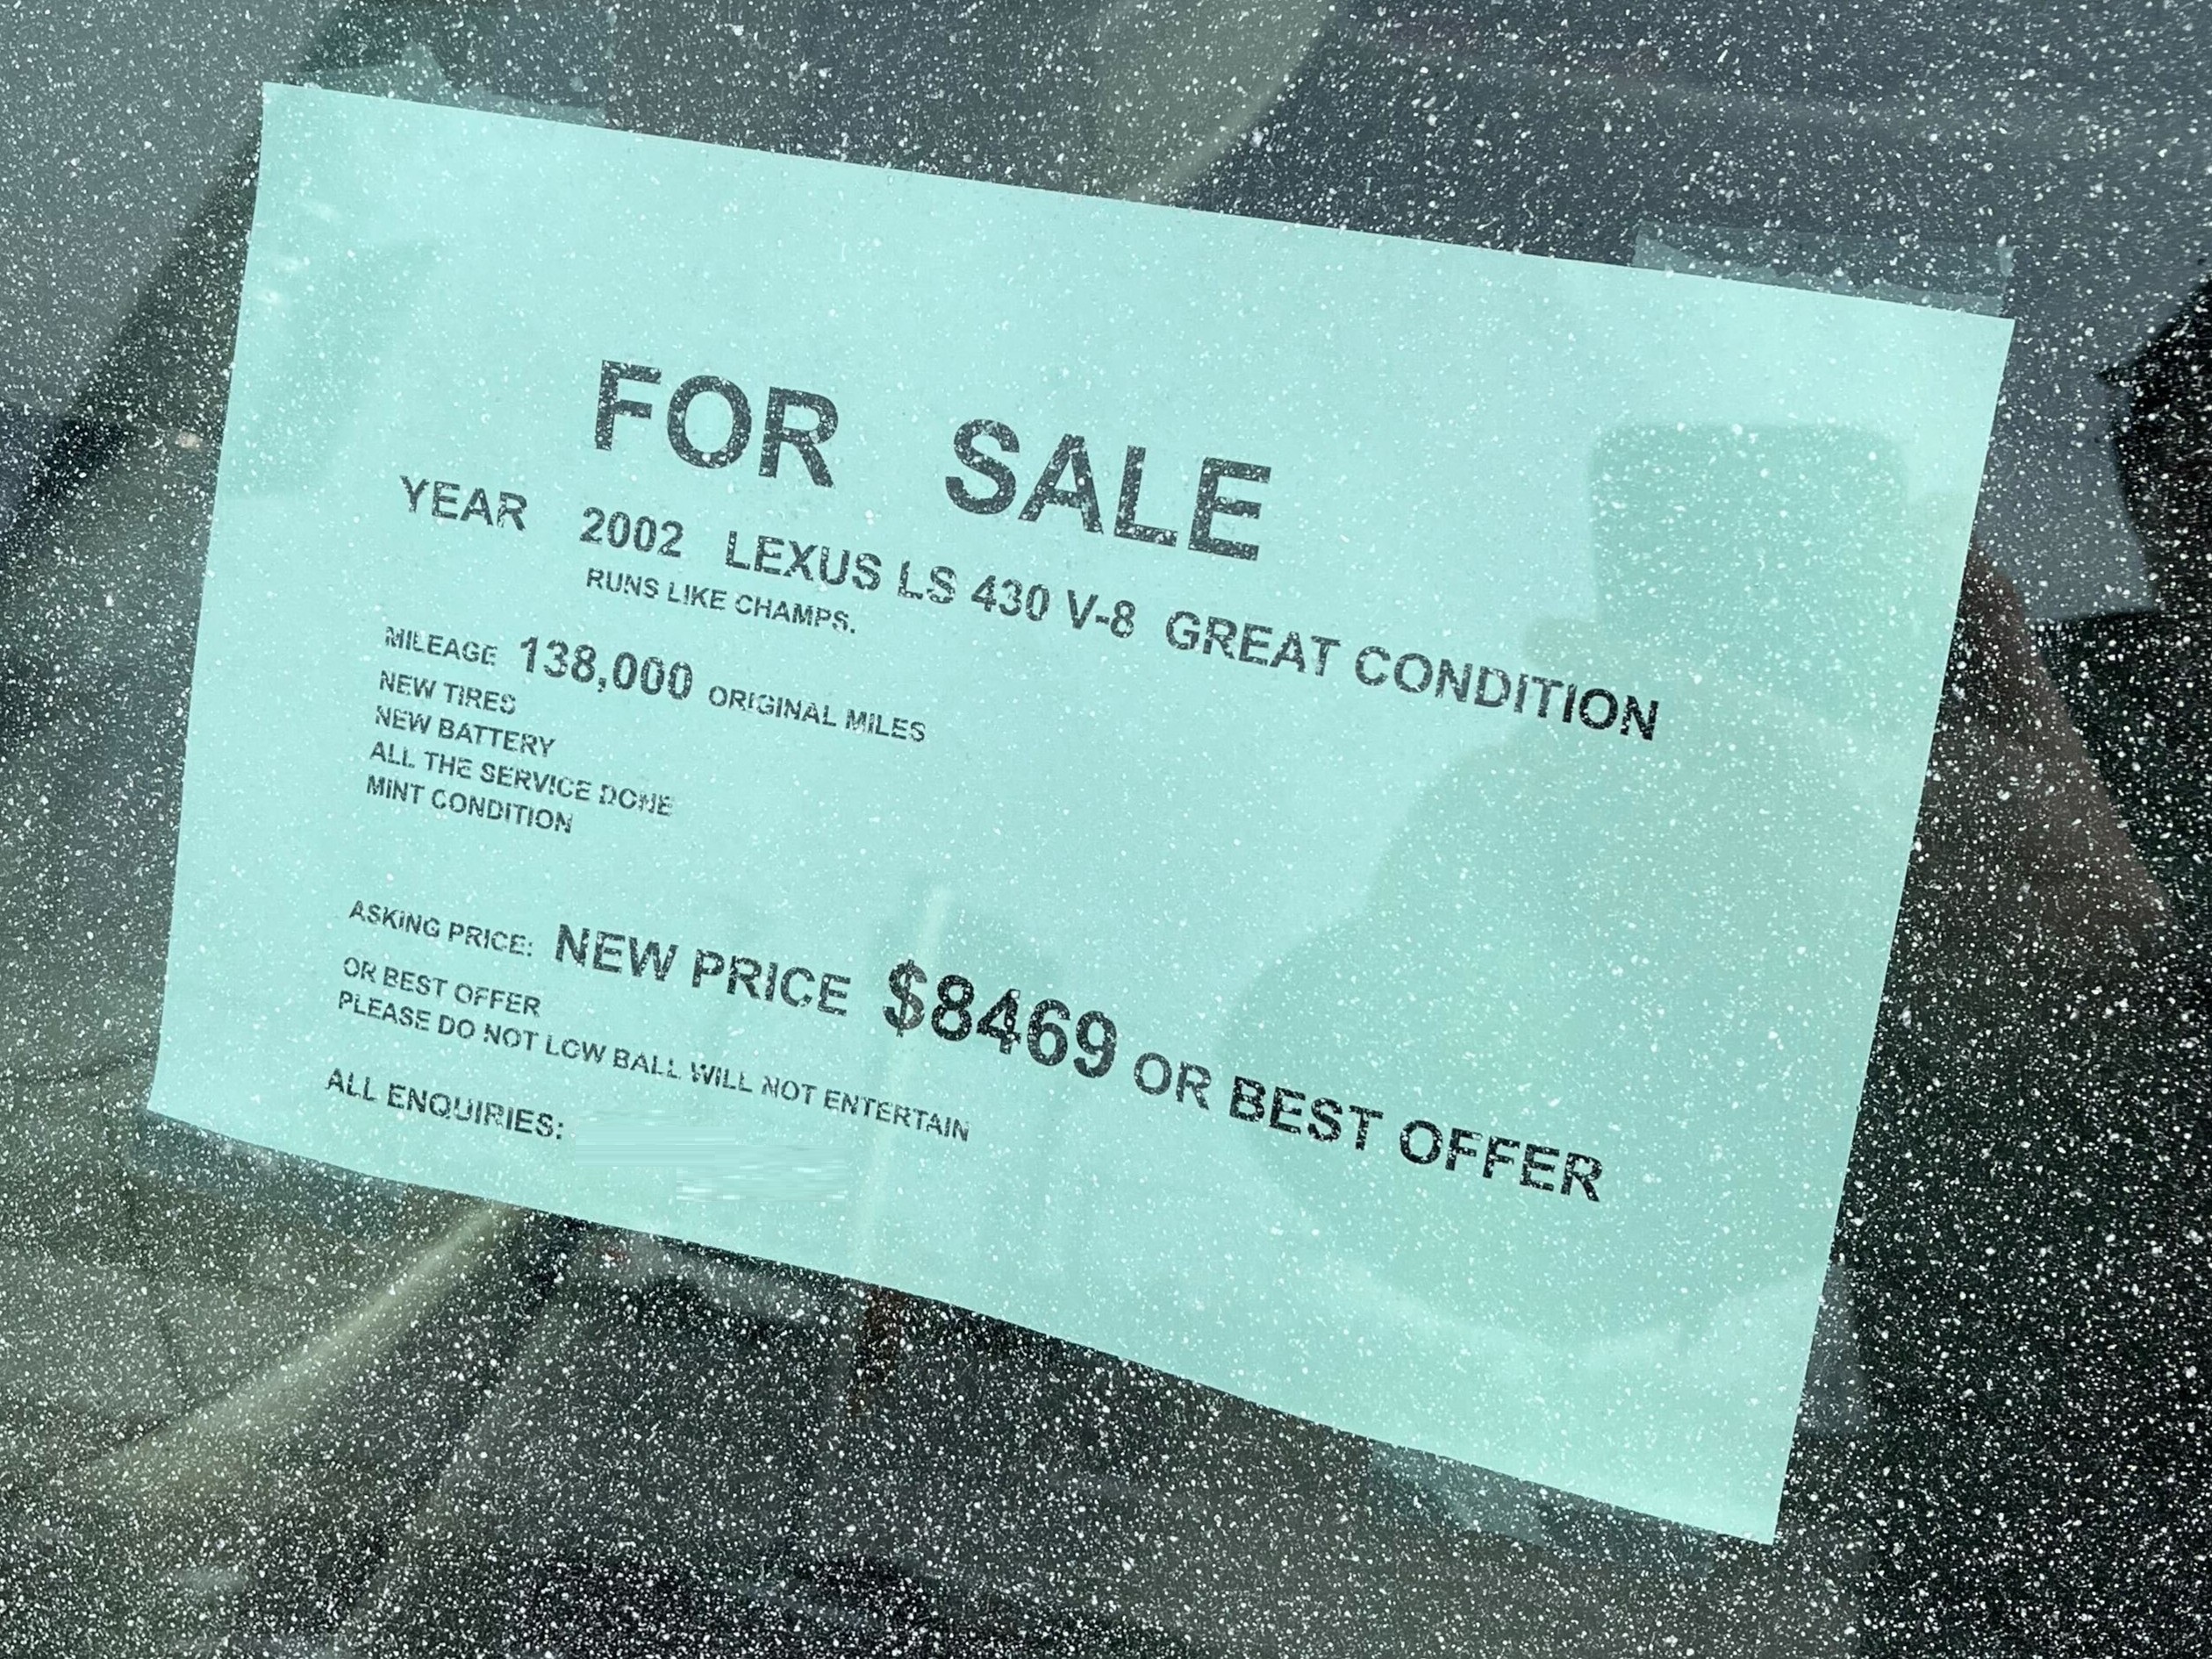 FOR SALE
YEAR 2002 LEXUS LS 430 V-8 GREAT CONDITION
RUNS LIKE CHAMPS.
MILEAGE 138,000 ORIGINAL MILES
NEW TIRES
NEW BATTERY
ALL THE SERVICE DONE
MINT CONDITION
ASKING PRICE: NEW PRICE $8469 OR BEST OFFER
OR BEST OFFER
PLEASE DO NOT LOW BALL WILL NOT ENTERTAIN
ALL ENQUIRIES: